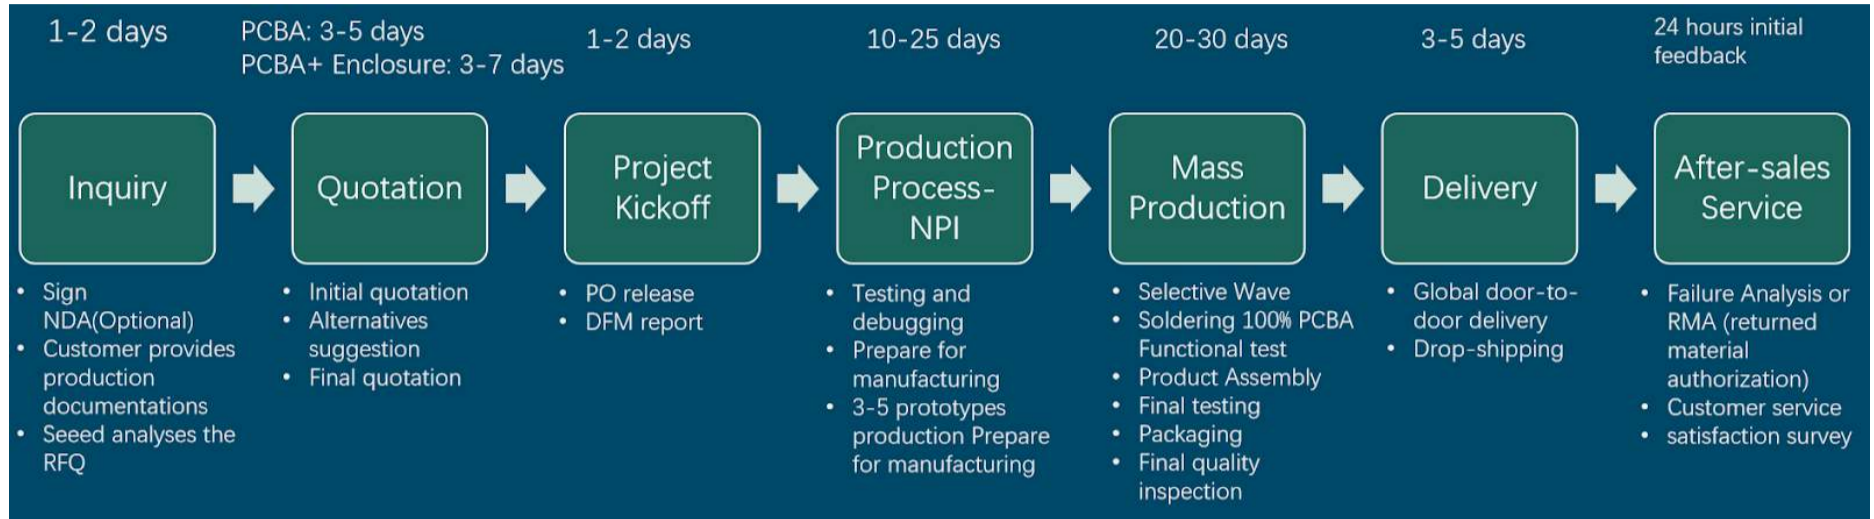 1-2 days
PCBA: 3-5 days
PCBA+ Enclosure: 3-7 days
1-2 days
10-25 days
20-30 days
3-5 days
24 hours initial
feedback
Inquiry
Quotation
Project
Kickoff
Production
Process-
NPI
Mass
Production
Delivery
After-sales
Service
• Sign
NDA(Optional)
• Customer provides
production
documentations
• Seeed analyses the
RFQ
• Initial quotation
• Alternatives
suggestion
• Final quotation
• PO release
• DFM report
• Testing and
debugging
• Prepare for
manufacturing
• 3-5 prototypes
production Prepare
for manufacturing
• Selective Wave
• Soldering 100% PCBA
Functional test
• Product Assembly
• Final testing
• Packaging
• Final quality
inspection
• Global door-to-
door delivery
• Drop-shipping
• Failure Analysis or
RMA (returned
material
authorization)
• Customer service
• satisfaction survey